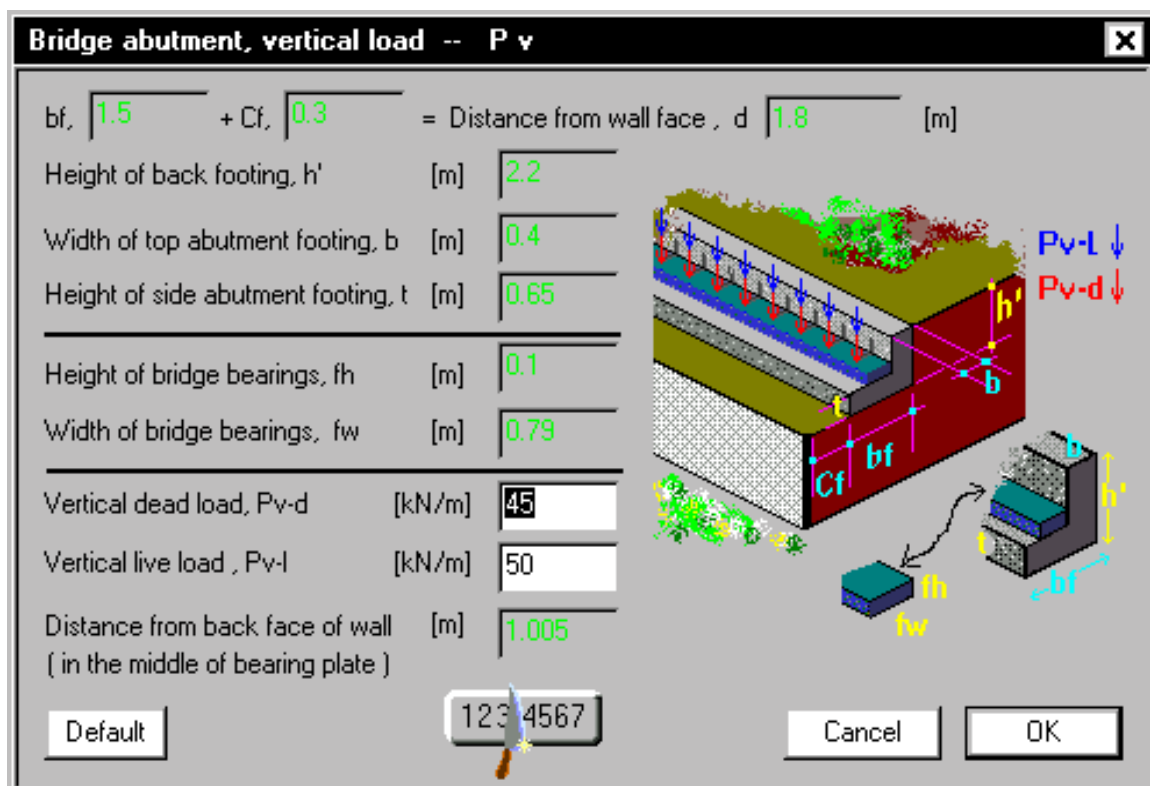 Bridge abutment, vertical load -- P v
bf, 1.5 + Cf, 0.3 = Distance from wall face , d 1.8 [m]
Height of back footing, h' [m] 2.2
Width of top abutment footing, b [m] 0.4
Height of side abutment footing, t [m] 0.65
Height of bridge bearings, fh [m] 0.1
Width of bridge bearings, fw [m] 0.79
Vertical dead load, Pv-d [kN/m] 45
Vertical live load , Pv-l [kN/m] 50
Distance from back face of wall [m] 1.005
( in the middle of bearing plate )
Pv-L
Pv-d
h'
b
t
bf
Cf
b
h'
t
bf
fh
fw
Default
123 4567
Cancel
OK